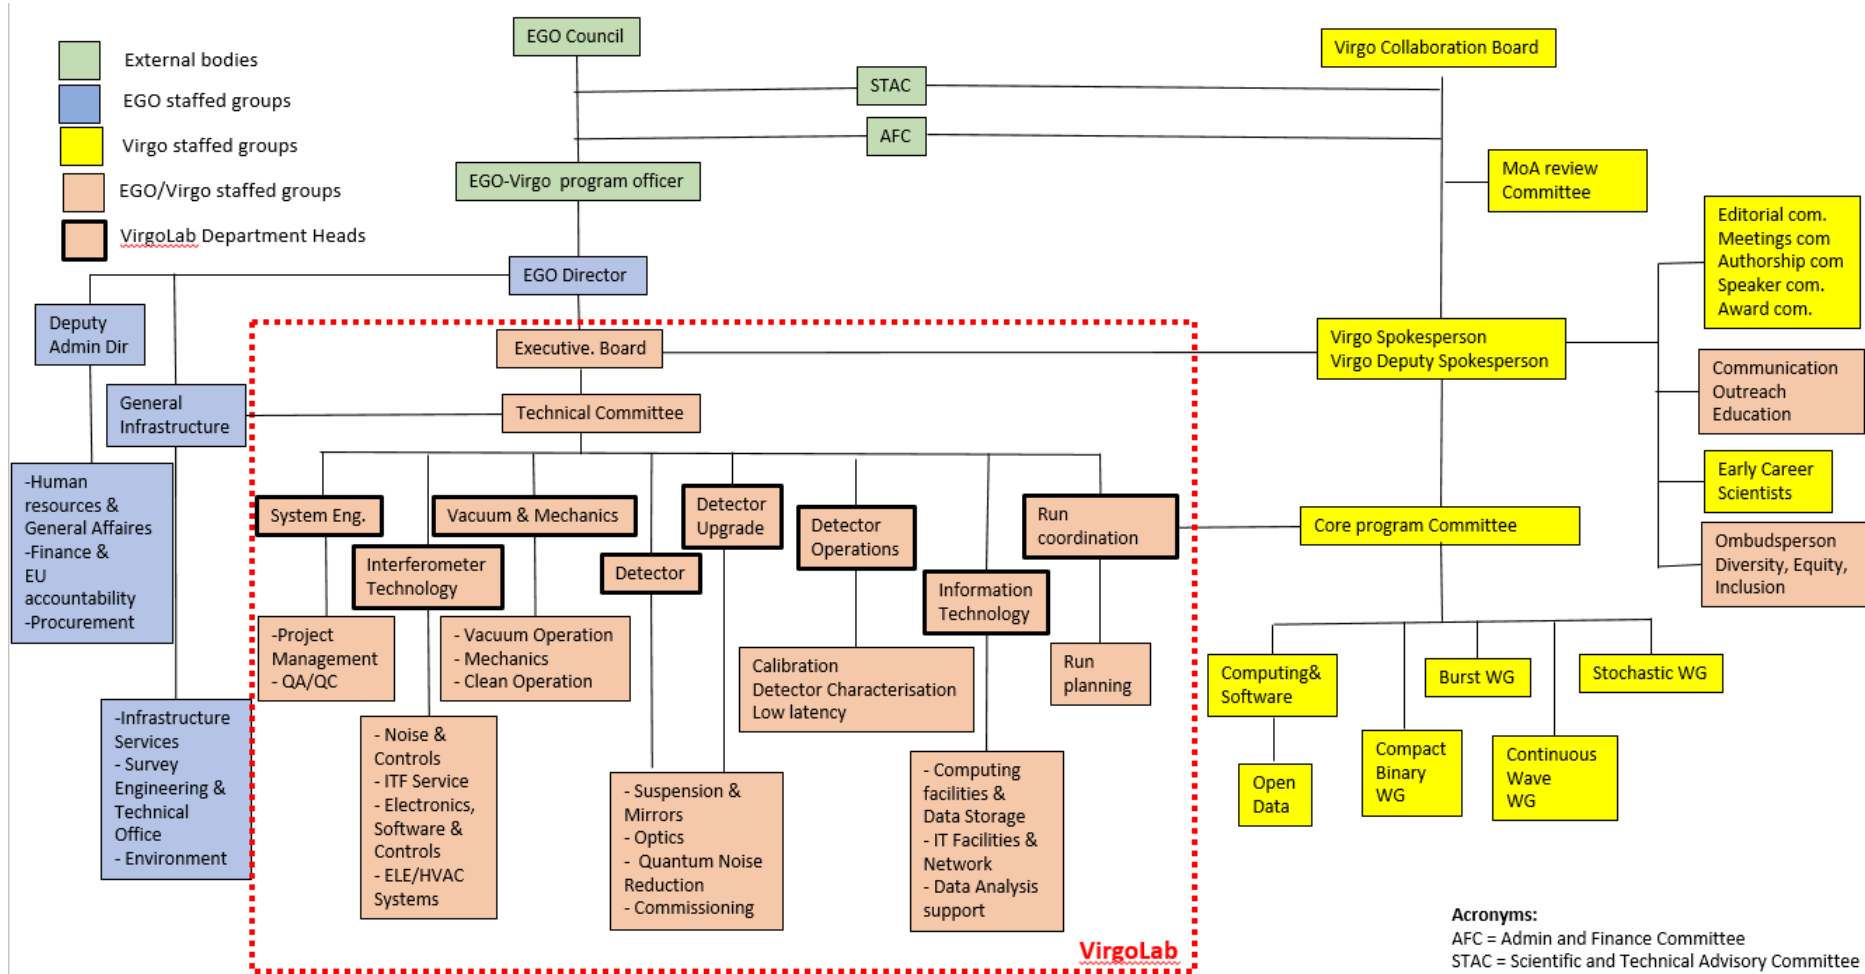 External bodies
EGO staffed groups
Virgo staffed groups
EGO/Virgo staffed groups
VirgoLab Department Heads
EGO Council
STAC
AFC
EGO-Virgo program officer
EGO Director
Virgo Collaboration Board
MoA review
Committee
Editorial com.
Meetings com
Authorship com
Speaker com.
Award com.
Deputy
Admin Dir
Executive. Board
Virgo Spokesperson
Virgo Deputy Spokesperson
Communication
Outreach
Education
General
Infrastructure
Technical Committee
Early Career
Scientists
Ombudsperson
Diversity, Equity,
Inclusion
-Human
resources &
General Affaires
-Finance &
EU
accountability
-Procurement
System Eng.
Vacuum & Mechanics
Detector
Upgrade
Detector
Operations
Run
coordination
Core program Committee
Interferometer
Technology
Detector
Information
Technology
-Project
Management
- QA/QC
- Vacuum Operation
- Mechanics
- Clean Operation
Calibration
Detector Characterisation
Low latency
Run
planning
Computing&
Software
Burst WG
Stochastic WG
-Infrastructure
Services
- Survey
Engineering &
Technical
Office
- Environment
- Noise &
Controls
- ITF Service
- Electronics,
Software &
Controls
- ELE/HVAC
Systems
- Suspension &
Mirrors
- Optics
- Quantum Noise
Reduction
- Commissioning
- Computing
facilities &
Data Storage
- IT Facilities &
Network
- Data Analysis
support
Open
Data
Compact
Binary
WG
Continuous
Wave
WG
VirgoLab
Acronyms:
AFC = Admin and Finance Committee
STAC = Scientific and Technical Advisory Committee